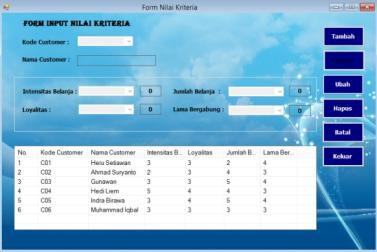 Form Nilai Kriteria
FORM INPUT NILAI KRITERIA
Kode Customer :
Nama Customer :
Intensitas Belanja : 0 Jumlah Belanja : 0
Loyalitas : 0 Lama Bergabung : 0
Tambah
Ubah
Hapus
Batal
Keluar
No. Kode Customer Nama Customer Intensitas B... Loyalitas Jumlah B... Lama Ber...
1 C01 Heru Setiawan 3 3 2 4
2 C02 Ahmad Suryanto 2 3 4 3
3 C03 Gunawan 3 3 5 4
4 C04 Hedi Liem 5 4 4 3
5 C05 Indra Birawa 3 4 5 4
6 C06 Muhammad Iqbal 3 3 3 3